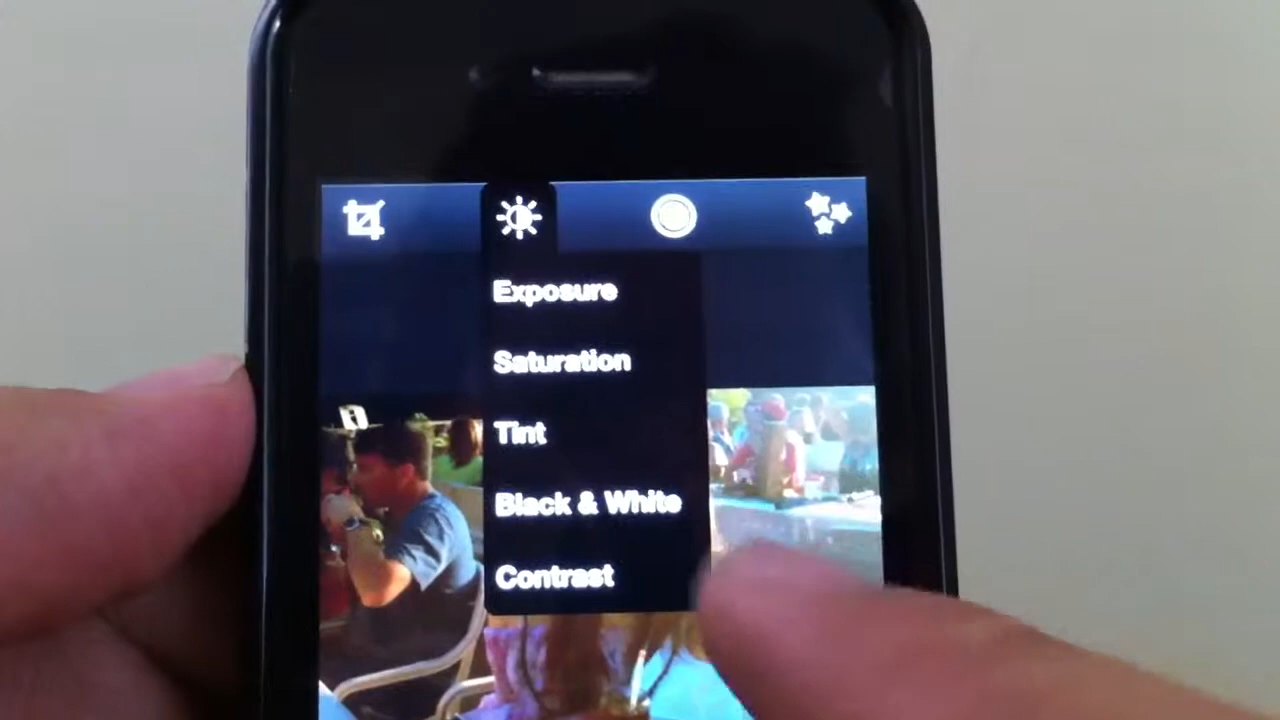 Exposure
Saturation
Tint
Black & White
Contrast